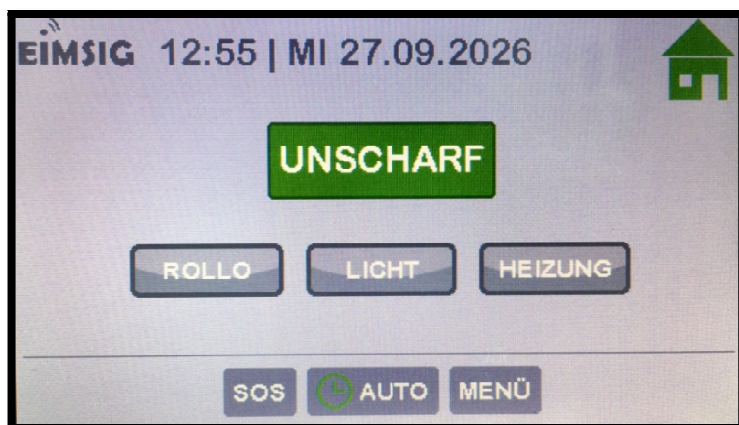 EiMSIG 12:55 | MI 27.09.2026
UNSCHARF
ROLLO LICHT HEIZUNG
SOS AUTO MENÜ